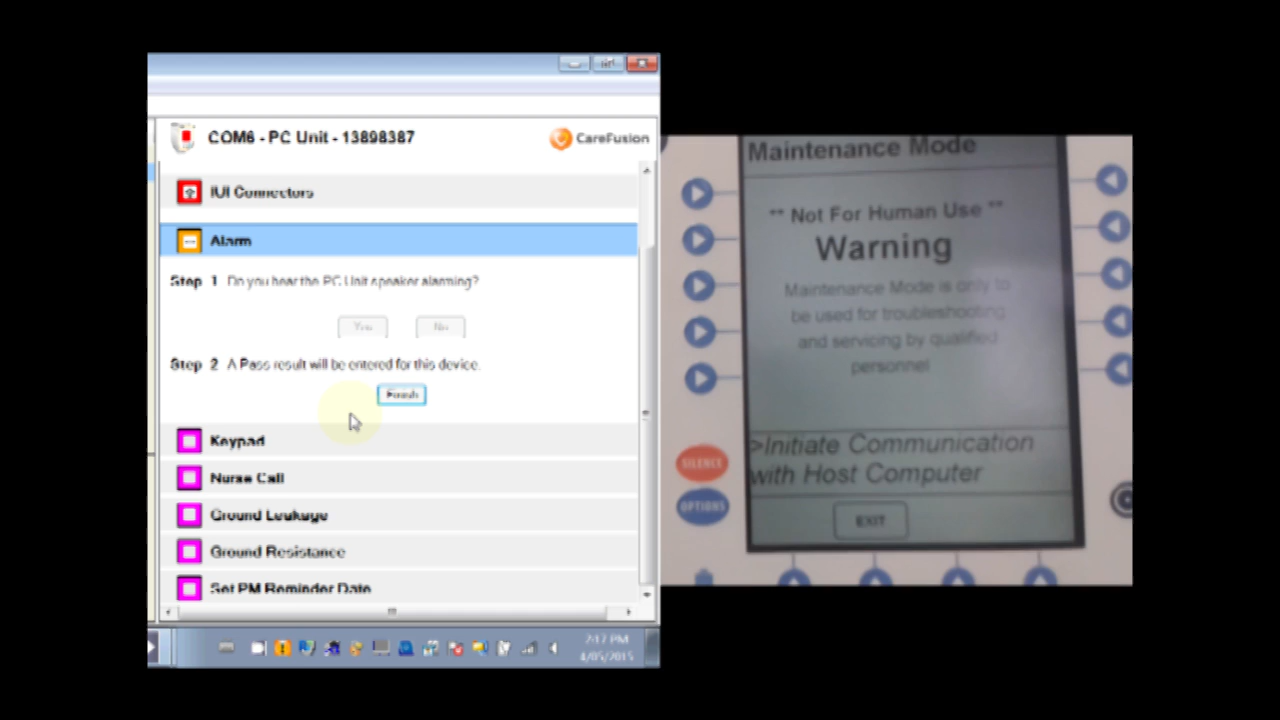 COM6 - PC Unit - 13898387
CareFusion
IUI Connectors
Alarm
Step 1 Do you hear the PC Unit speaker alarming?
Yes No
Step 2 A Pass result will be entered for this device.
Finish
Keypad
Nurse Call
Ground Leakage
Ground Resistance
Set PM Reminder Date
2:17 PM
4/05/2015
Maintenance Mode
** Not For Human Use **
Warning
Maintenance Mode is only to
be used for troubleshooting
and servicing by qualified
personnel
>Initiate Communication
with Host Computer
EXIT
SILENCE
OPTIONS